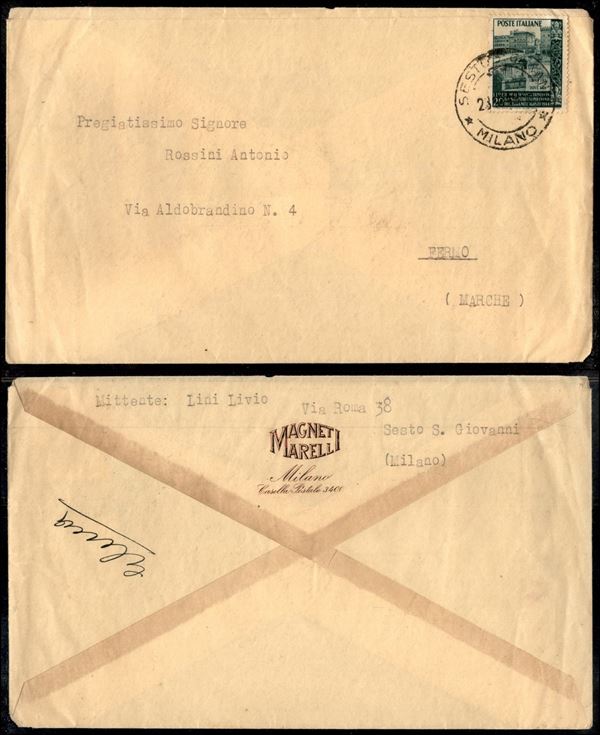 POSTE ITALIANE
SESTO
MILANO
Pregiatissimo Signore
Rossini Antonio
Via Aldobrandino N. 4
FERMO
( MARCHE )
Mittente: Lini Livio Via Roma 38
Sesto S. Giovanni
(Milano)
MAGNETI
MARELLI
Milano
Casella Postale 3400